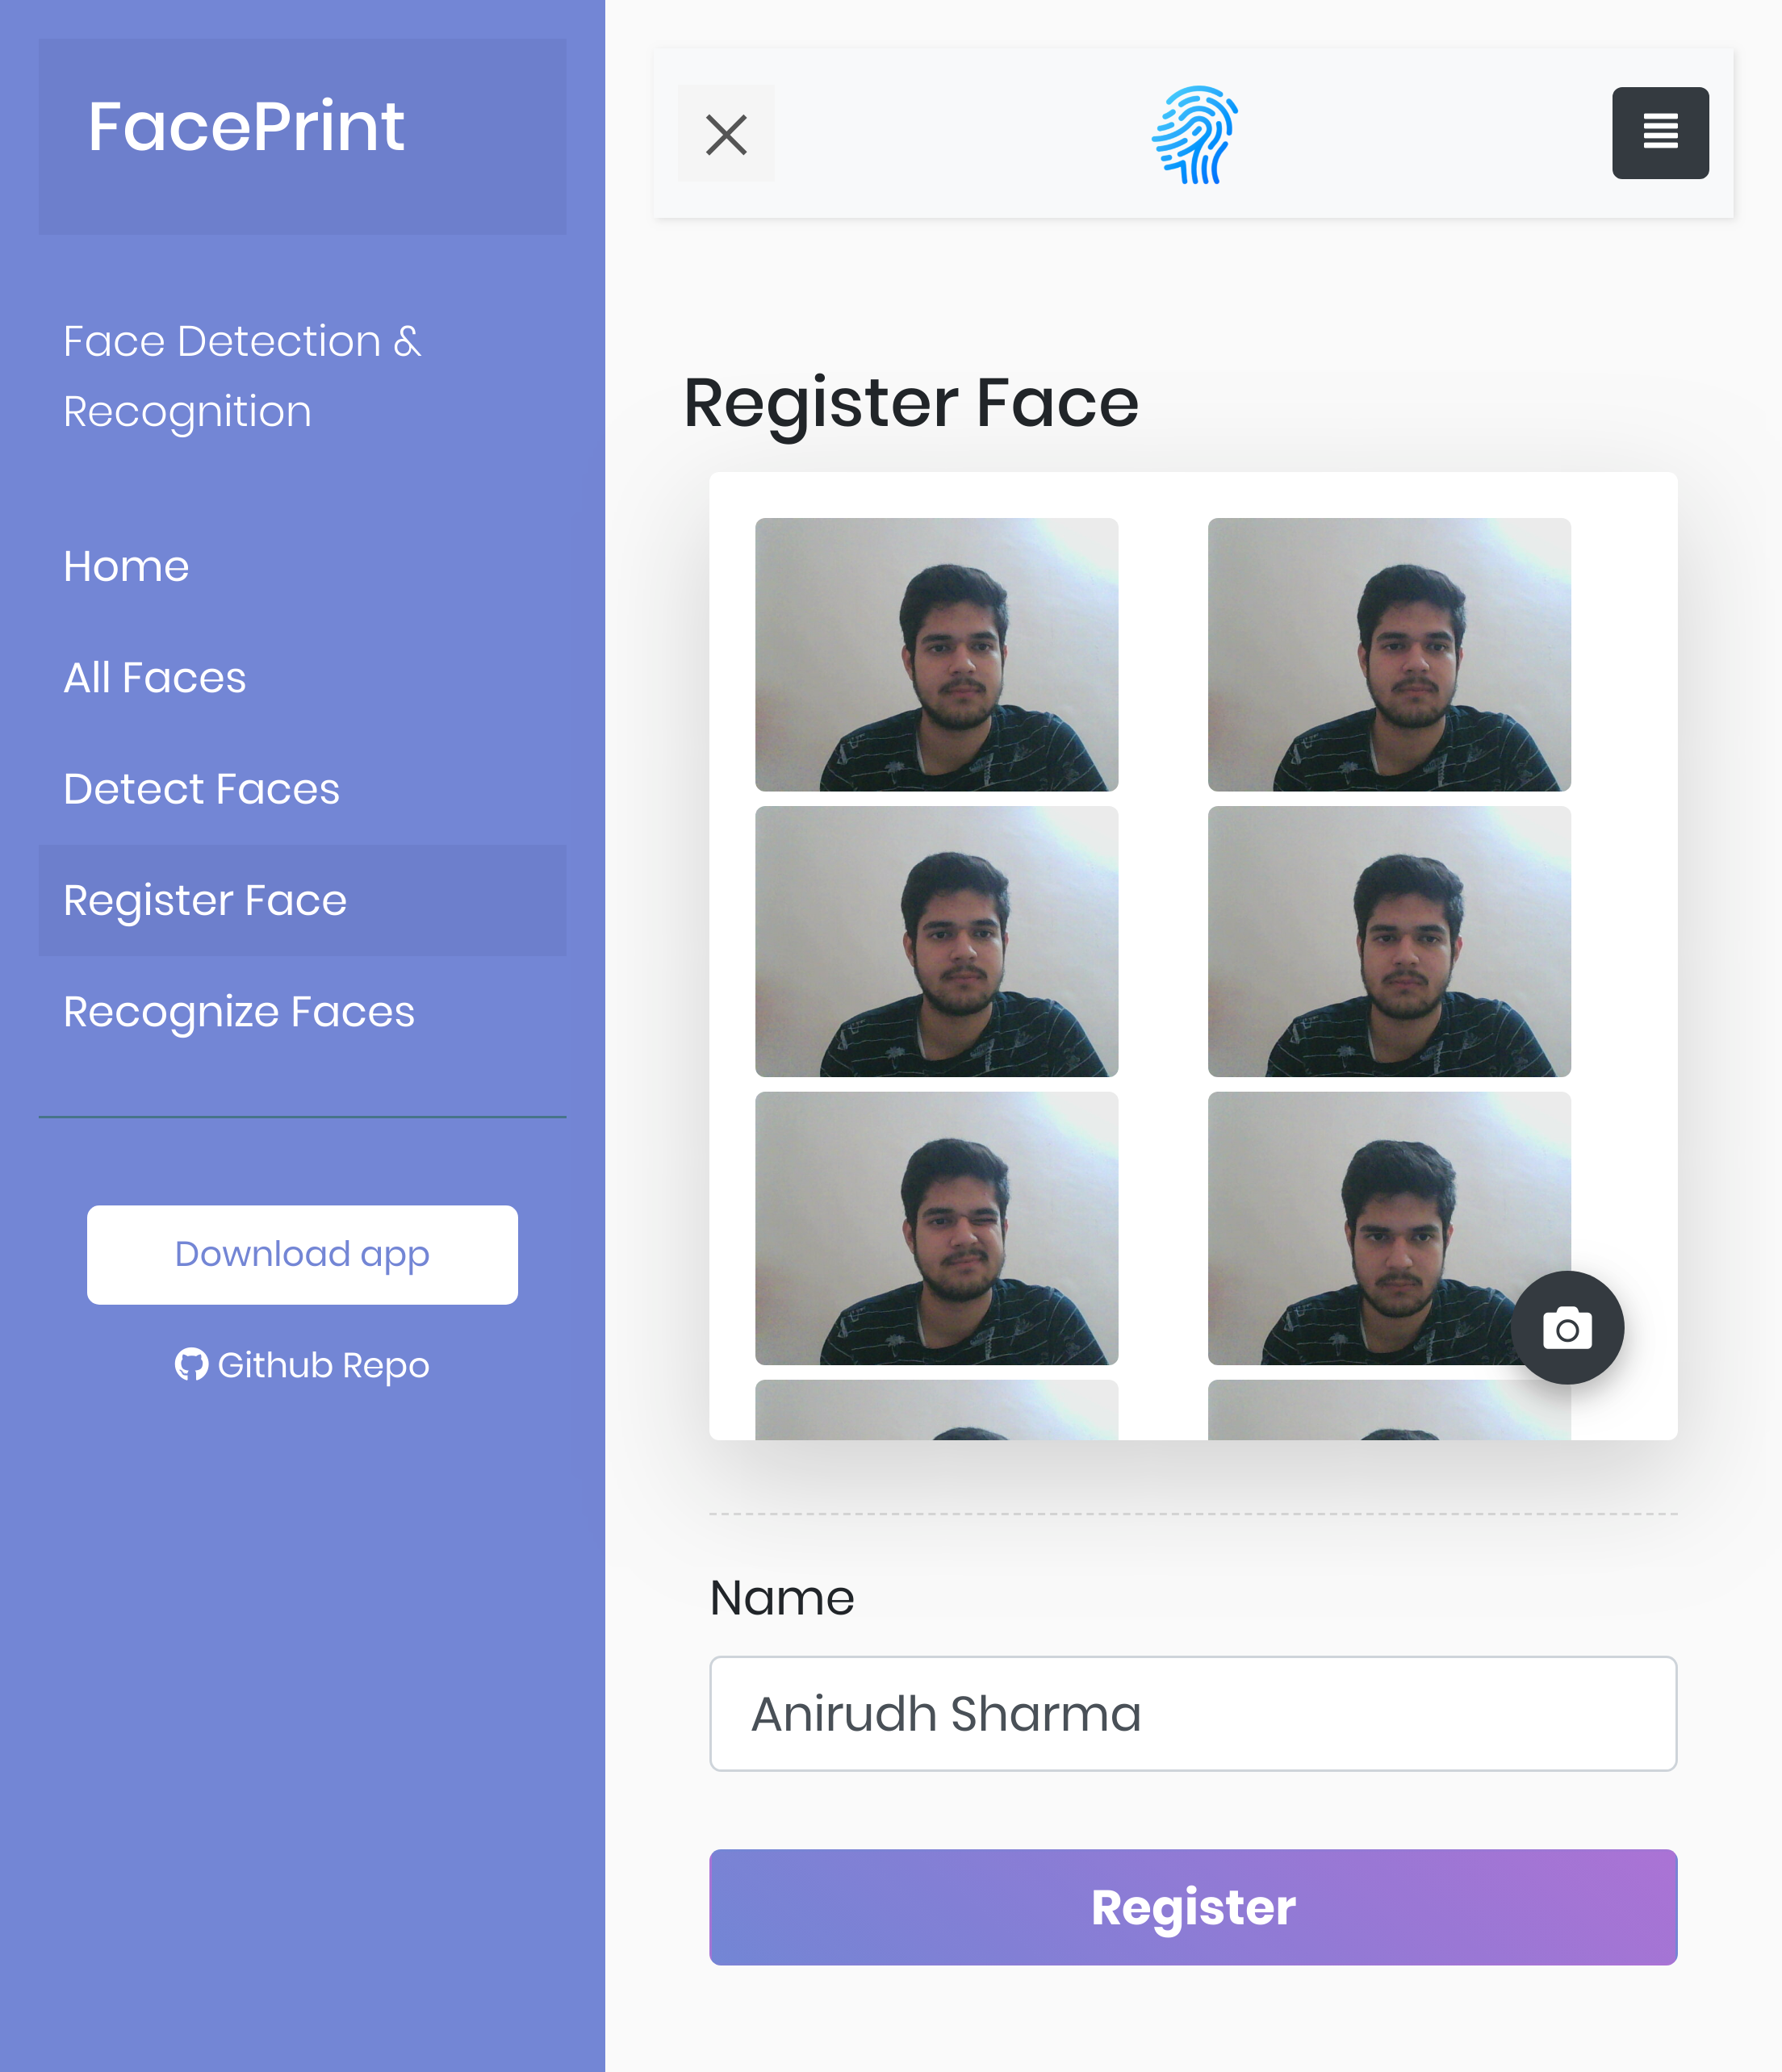 FacePrint
Face Detection &
Recognition
Home
All Faces
Detect Faces
Register Face
Recognize Faces
Download app
Github Repo
Register Face
Name
Anirudh Sharma
Register